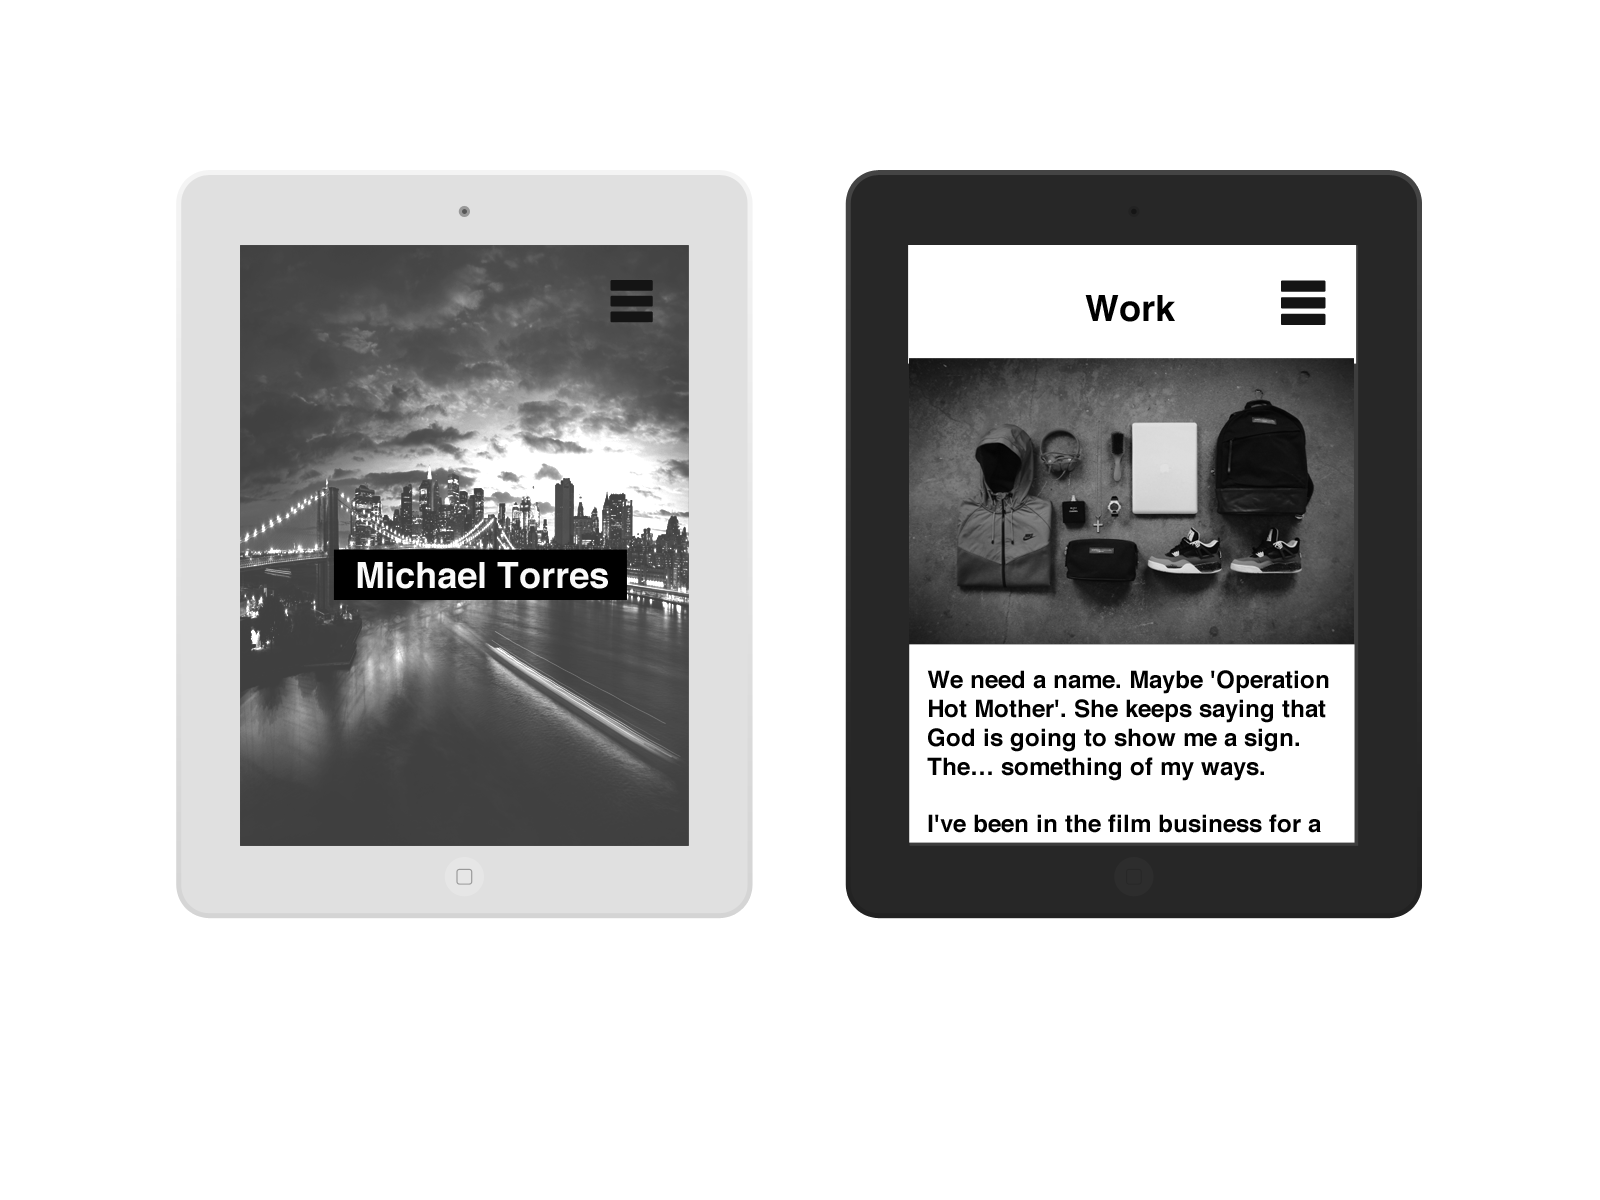 Michael Torres
Work
We need a name. Maybe 'Operation
Hot Mother'. She keeps saying that
God is going to show me a sign.
The… something of my ways.
I've been in the film business for a